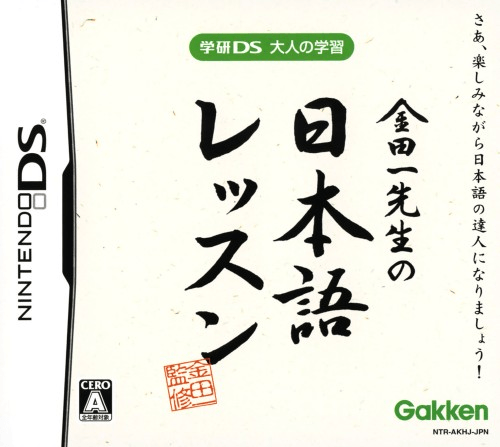 学研DS 大人の学習
さあ、楽しみながら日本語の達人になりましょう!
金田一先生の
日本語
レッスン
金田一
監修
NINTENDO DS®
CERO
A
全年齢対象
Gakken
NTR-AKHJ-JPN